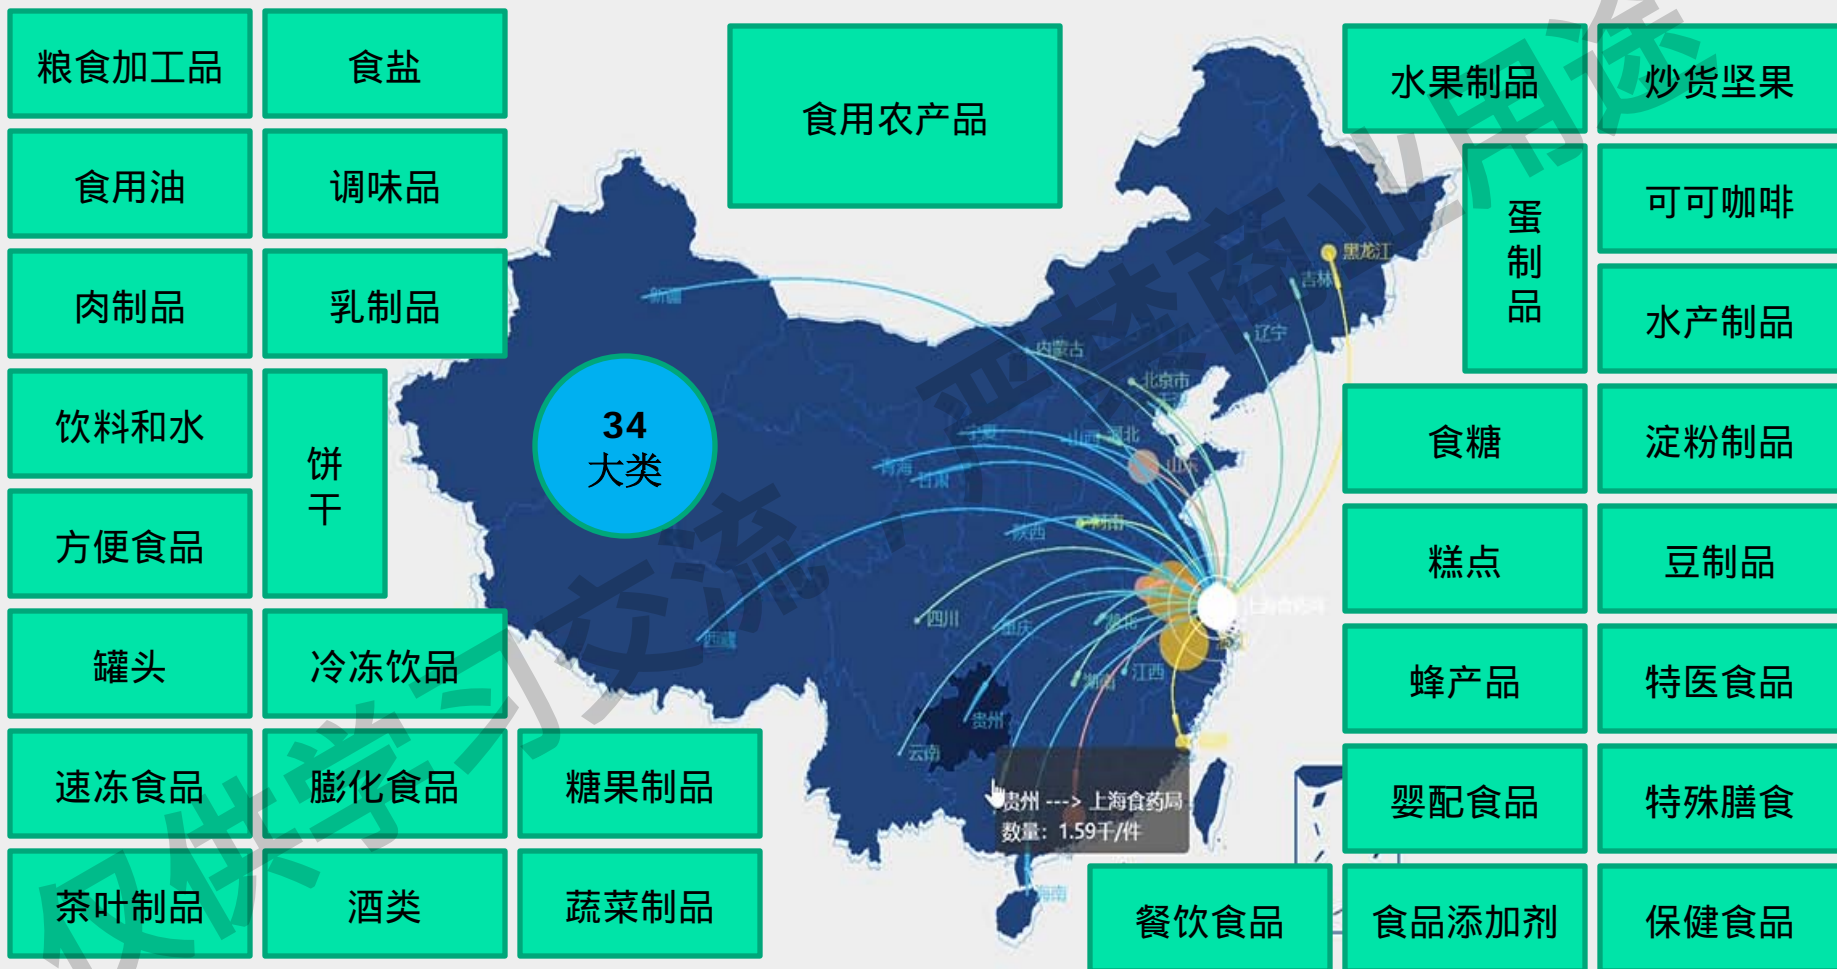 粮食加工品
食盐
食用农产品
水果制品
炒货坚果
食用油
调味品
蛋制品
可可咖啡
肉制品
乳制品
水产制品
黑龙江
吉林
新疆
辽宁
内蒙古
北京市
饮料和水
饼干
34
大类
宁夏
山西
河北
山东
青海
甘肃
食糖
淀粉制品
方便食品
陕西
河南
糕点
豆制品
罐头
冷冻饮品
四川
重庆
湖北
上海食药局
西藏
湖南
江西
蜂产品
特医食品
贵州
云南
速冻食品
膨化食品
糖果制品
贵州 ---> 上海食药局
数量：1.59千/件
婴配食品
特殊膳食
茶叶制品
酒类
蔬菜制品
海南
餐饮食品
食品添加剂
保健食品
仅供学习交流，严禁商业用途